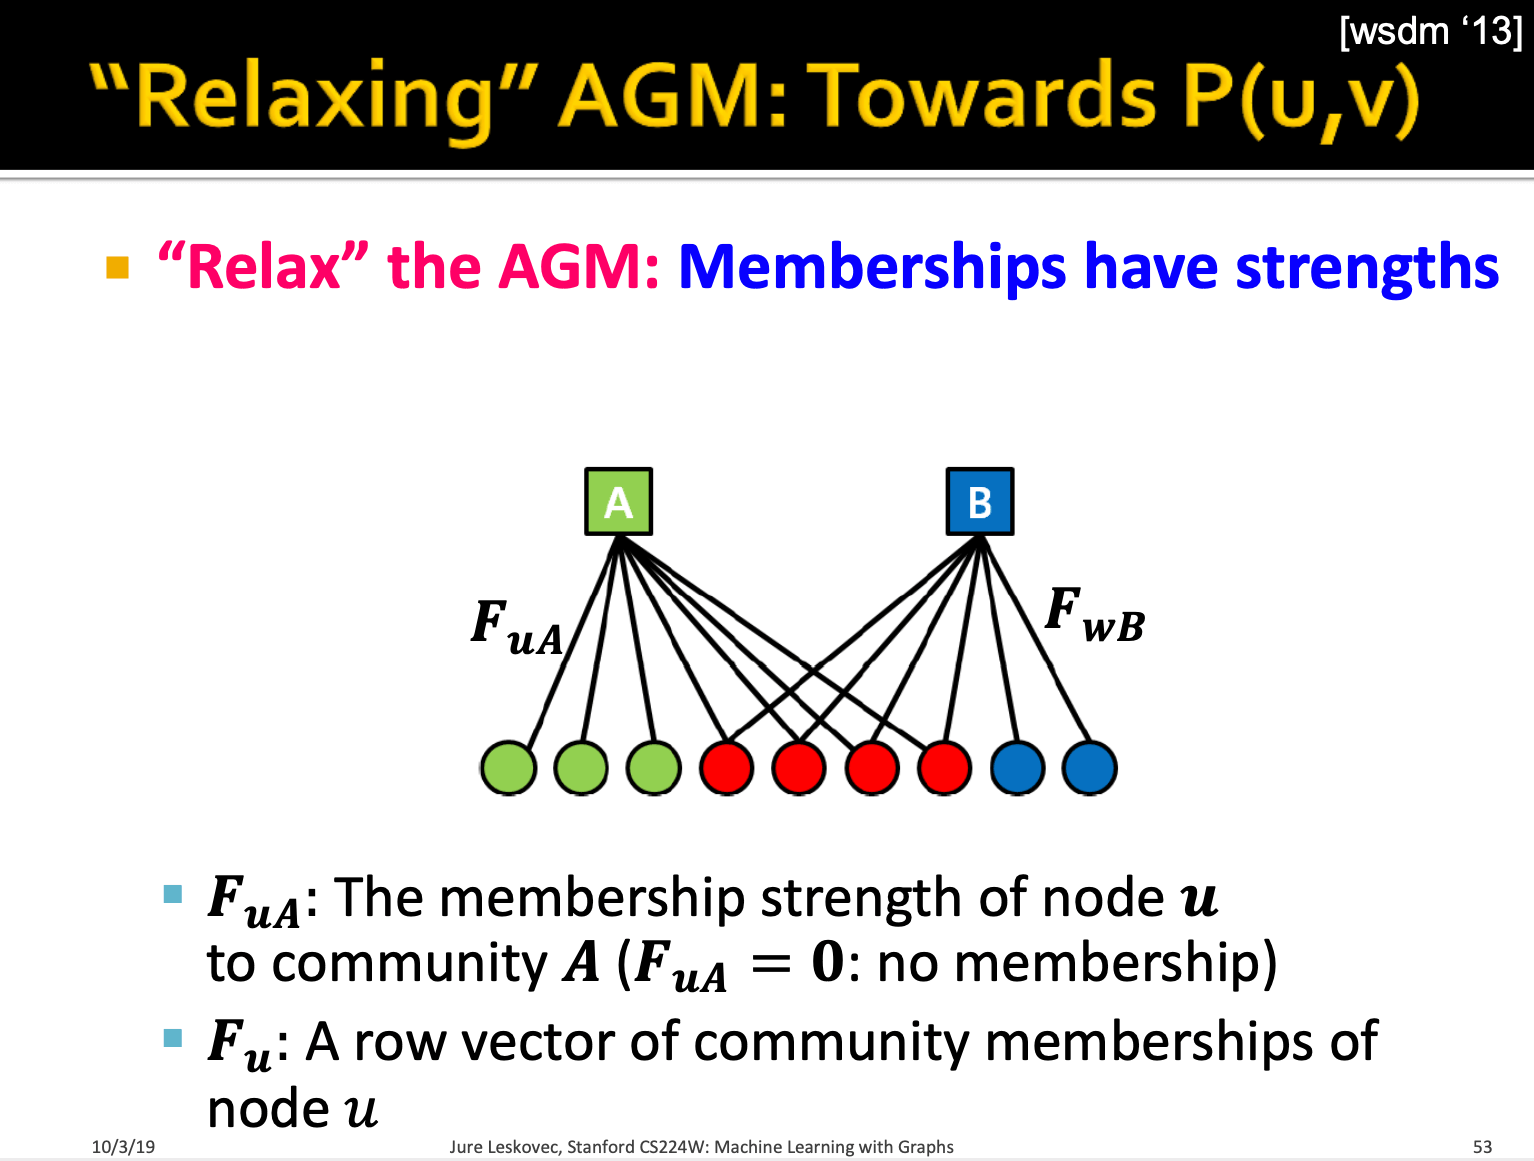 [wsdm ‘13]
“Relaxing” AGM: Towards P(u,v)
“Relax” the AGM: Memberships have strengths
A
B
F_{uA}
F_{wB}
F_{uA}: The membership strength of node u
to community A (F_{uA} = 0: no membership)
F_u: A row vector of community memberships of
node u
10/3/19
Jure Leskovec, Stanford CS224W: Machine Learning with Graphs
53